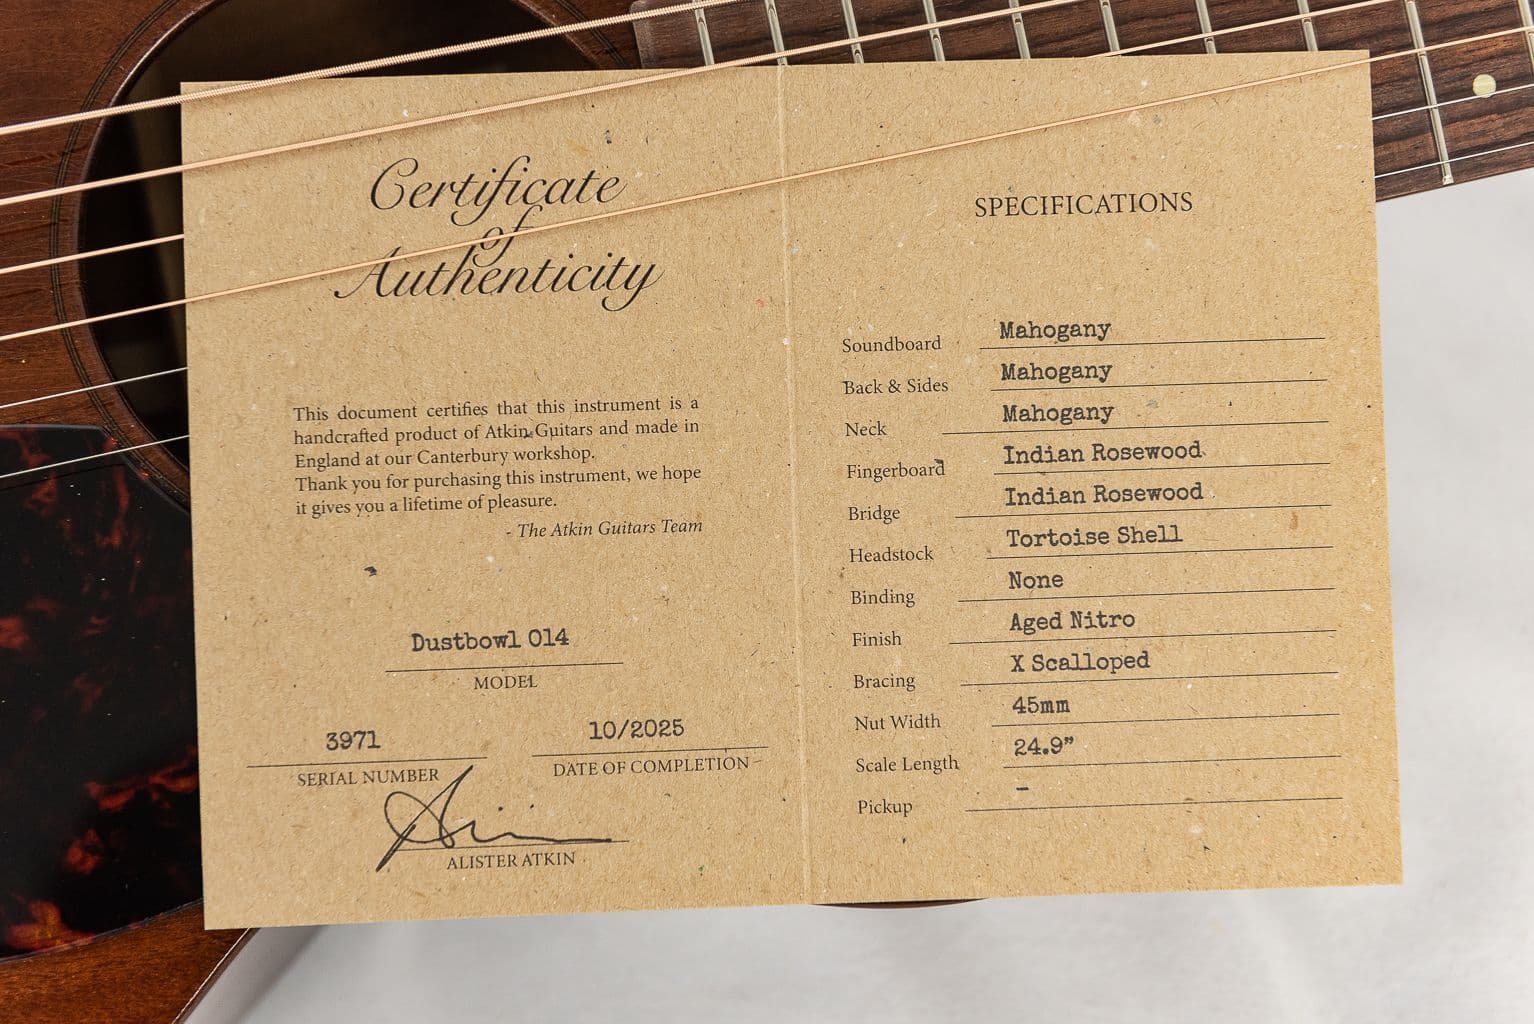 Certificate
of
Authenticity
This document certifies that this instrument is a
handcrafted product of Atkin Guitars and made in
England at our Canterbury workshop.
Thank you for purchasing this instrument, we hope
it gives you a lifetime of pleasure.
- The Atkin Guitars Team
Dustbowl 014
MODEL
3971
SERIAL NUMBER
10/2025
DATE OF COMPLETION
ALISTER ATKIN
SPECIFICATIONS
Soundboard Mahogany
Back & Sides Mahogany
Neck Mahogany
Fingerboard Indian Rosewood
Bridge Indian Rosewood
Headstock Tortoise Shell
Binding None
Finish Aged Nitro
Bracing X Scalloped
Nut Width 45mm
Scale Length 24.9”
Pickup –